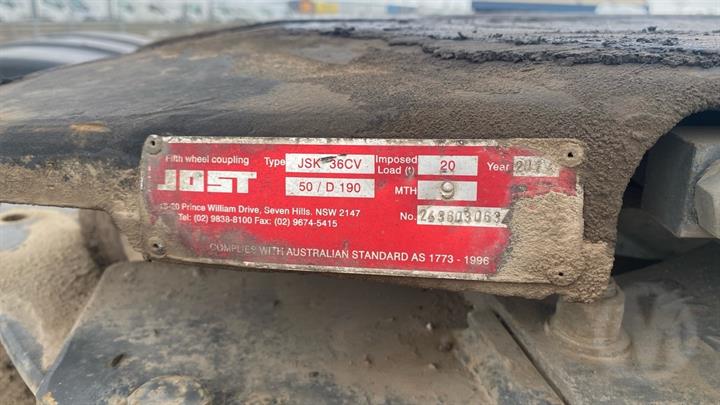 Fifth wheel coupling Type JSK 36CV Imposed Load (t) 20 Year
JOST 50 / D 190 MTH 9
Prince William Drive, Seven Hills. NSW 2147 No.
Tel: (02) 9838-8100 Fax: (02) 9674-5415
COMPLIES WITH AUSTRALIAN STANDARD AS 1773 - 1996